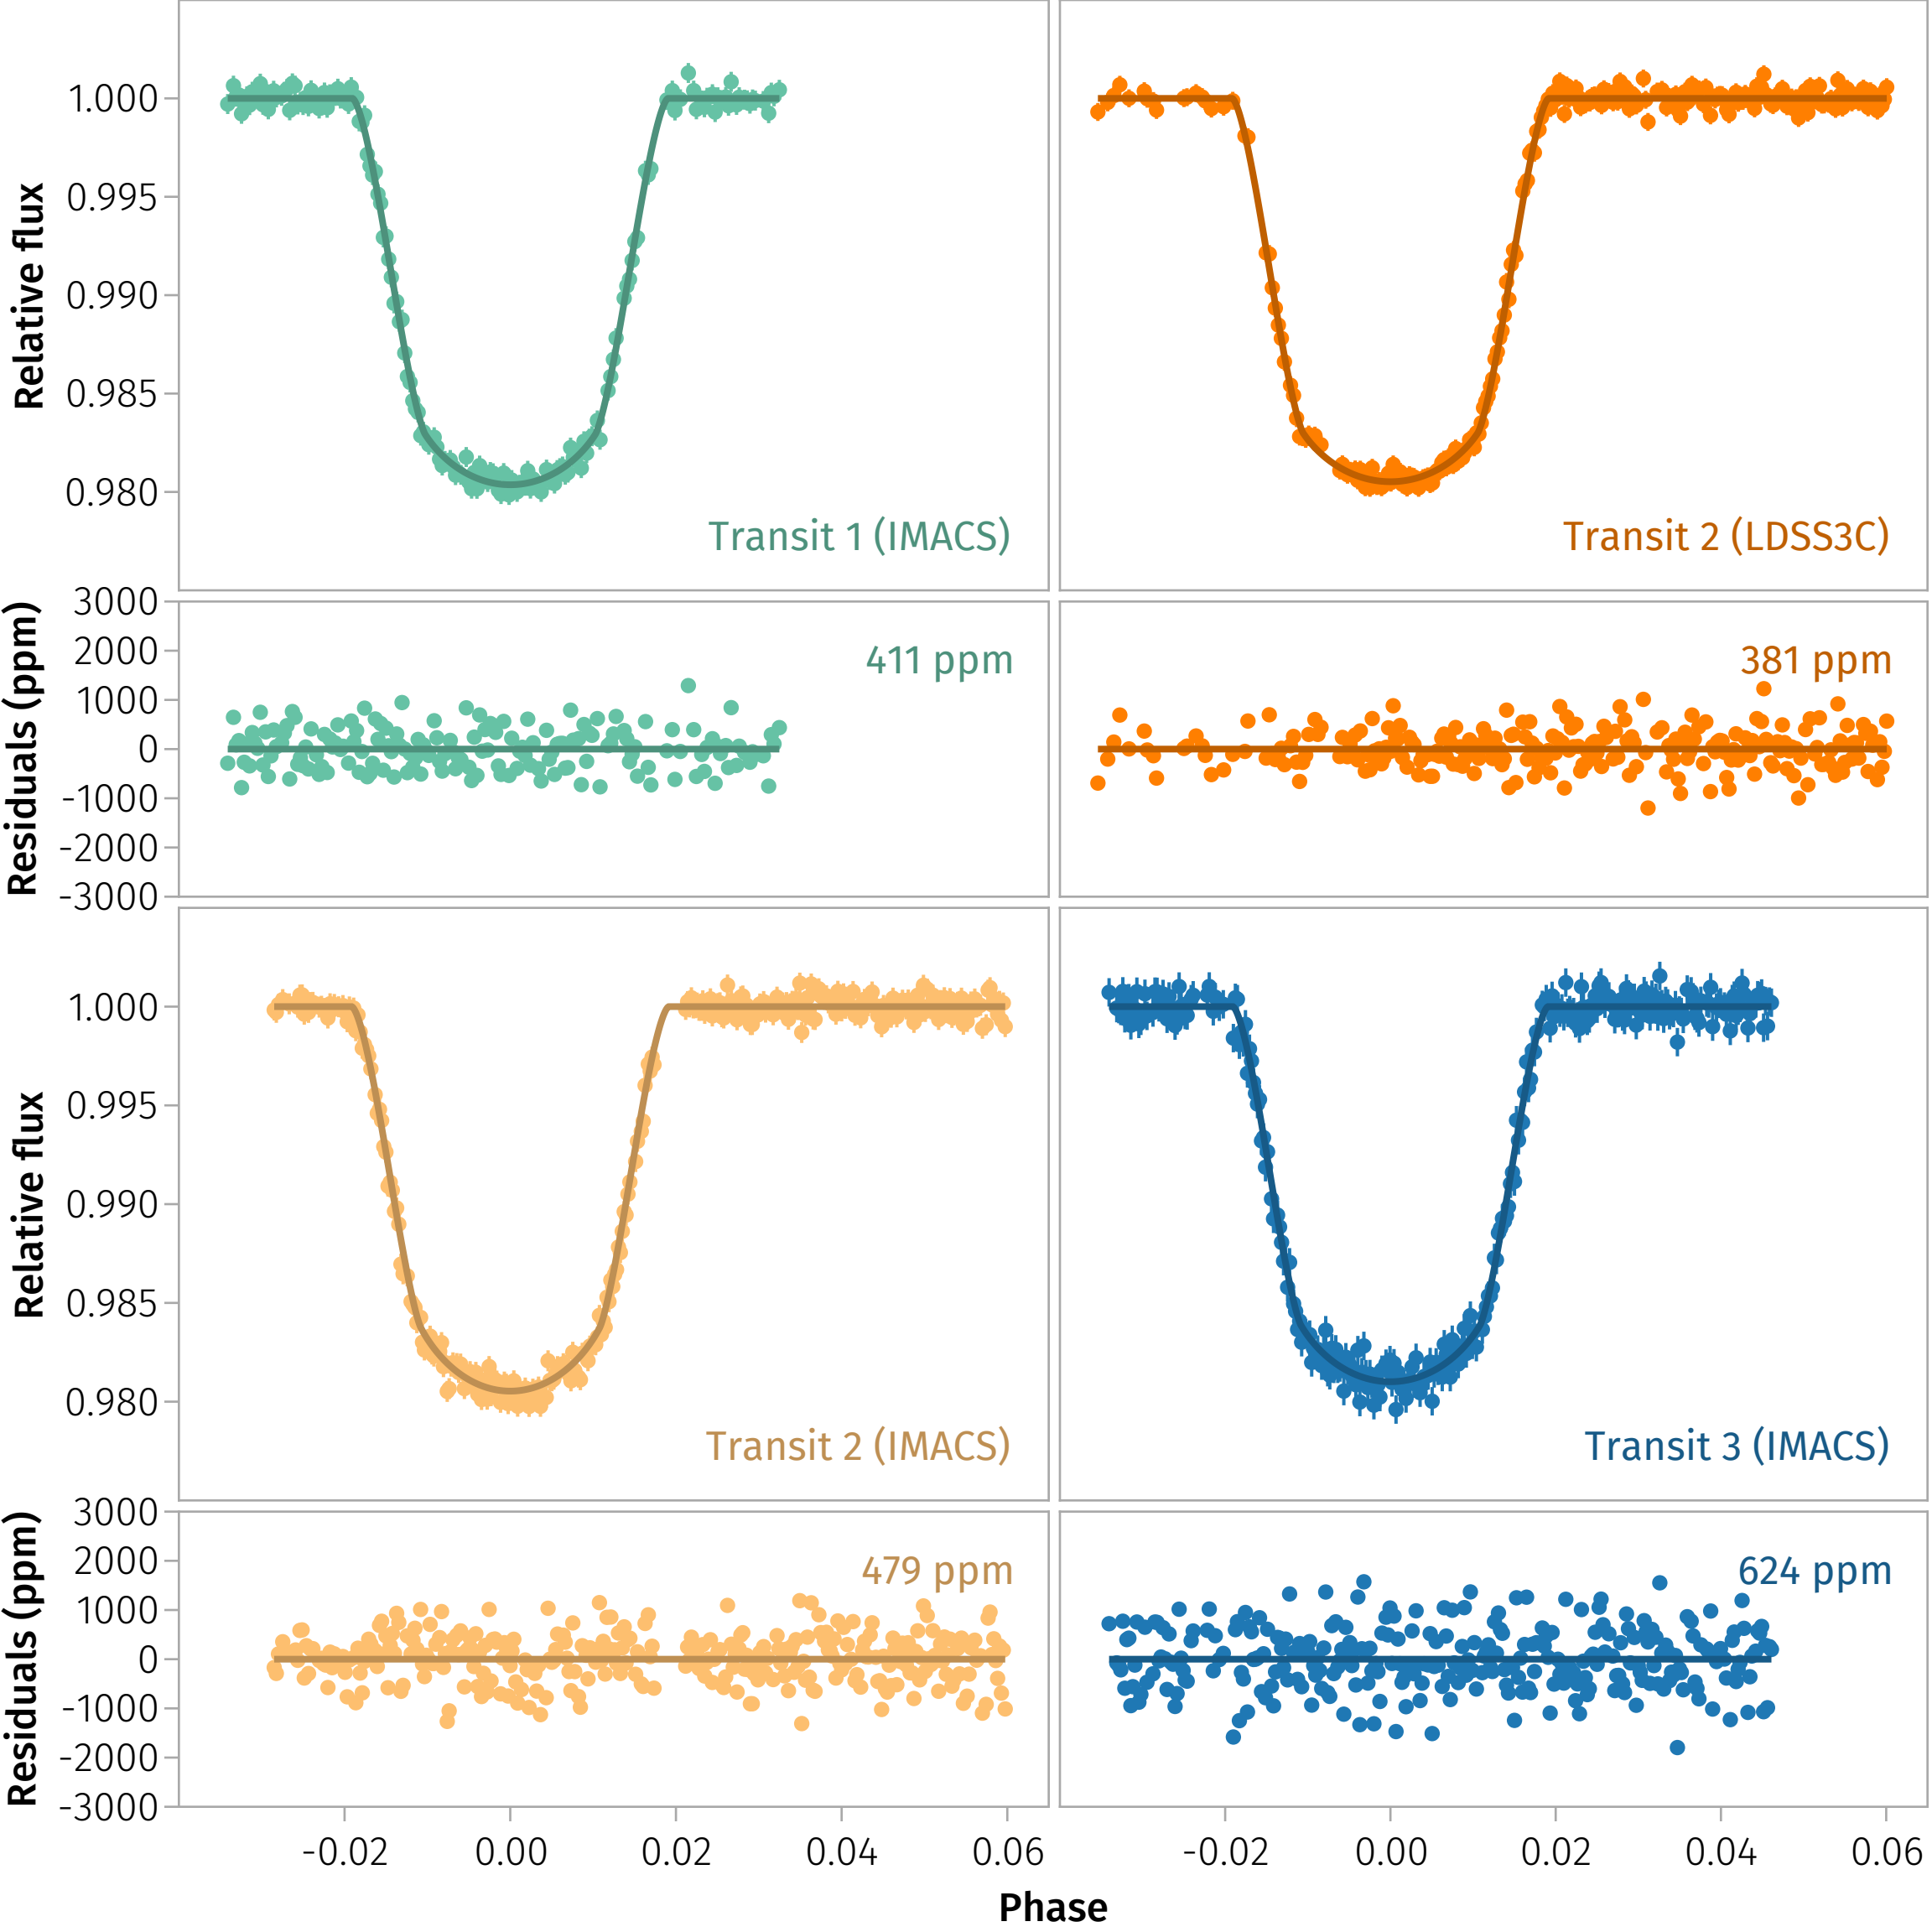 Relative flux
1.000
0.995
0.990
0.985
0.980
Transit 1 (IMACS)
Transit 2 (LDSS3C)
Residuals (ppm)
3000
2000
1000
0
-1000
-2000
-3000
411 ppm
381 ppm
Relative flux
1.000
0.995
0.990
0.985
0.980
Transit 2 (IMACS)
Transit 3 (IMACS)
Residuals (ppm)
3000
2000
1000
0
-1000
-2000
-3000
479 ppm
624 ppm
-0.02 0.00 0.02 0.04 0.06 -0.02 0.00 0.02 0.04 0.06
Phase